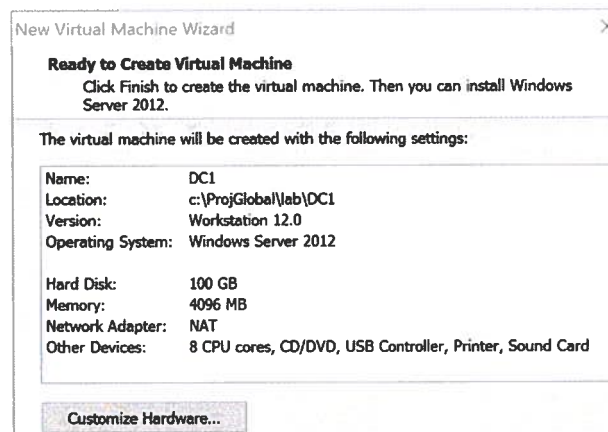 New Virtual Machine Wizard
Ready to Create Virtual Machine
Click Finish to create the virtual machine. Then you can install Windows
Server 2012.
The virtual machine will be created with the following settings:
Name: DC1
Location: c:\ProjGlobal\lab\DC1
Version: Workstation 12.0
Operating System: Windows Server 2012
Hard Disk: 100 GB
Memory: 4096 MB
Network Adapter: NAT
Other Devices: 8 CPU cores, CD/DVD, USB Controller, Printer, Sound Card
Customize Hardware...